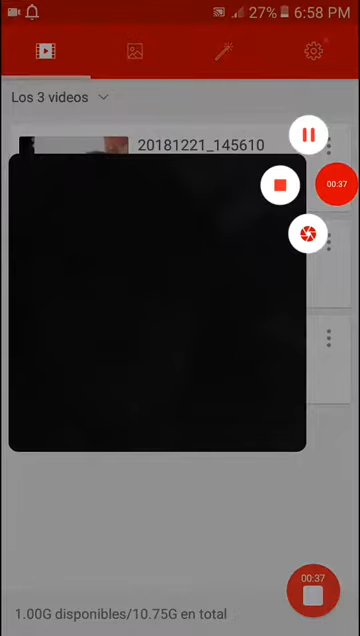 27% 6:58 PM
Los 3 videos
20181221_145610
00:37
00:37
1.00G disponibles/10.75G en total